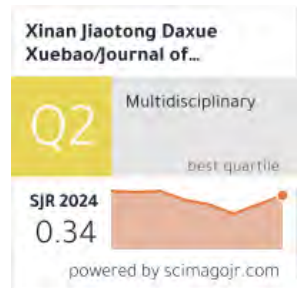 Xinan Jiaotong Daxue
Xuebao/Journal of...
Q2
Multidisciplinary
best quartile
SJR 2024
0.34
powered by scimagojr.com